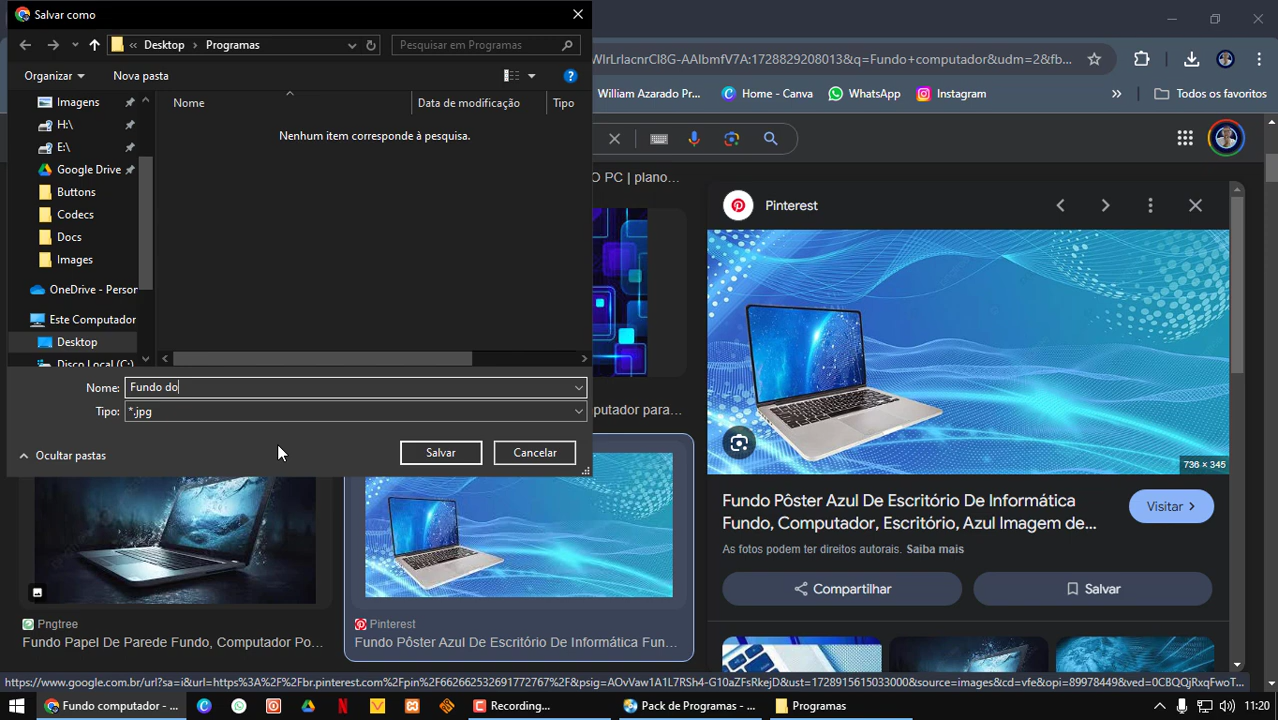 Salvar como
Desktop
Programas
Pesquisar em Programas
Organizar
Nova pasta
Imagens
H:\
E:\
Google Drive
Buttons
Codecs
Docs
Images
OneDrive - Persor
Este Computador
Desktop
Disco Local (C:)
Nome
Data de modificação
Tipo
Nenhum item corresponde à pesquisa.
Nome:
Fundo do
Tipo:
*.jpg
Ocultar pastas
Salvar
Cancelar
William Azarado Pr...
Home - Canva
WhatsApp
Instagram
Todos os favoritos
O PC | plano...
Pinterest
736 × 345
Fundo Pôster Azul De Escritório De Informática
Fundo, Computador, Escritório, Azul Imagem de...
Visitar
As fotos podem ter direitos autorais. Saiba mais
Compartilhar
Salvar
putador para...
Pngtree
Fundo Papel De Parede Fundo, Computador Po...
Pinterest
Fundo Pôster Azul De Escritório De Informática Fun...
Fundo computador - ...
Recording...
Pack de Programas - ...
Programas
11:20